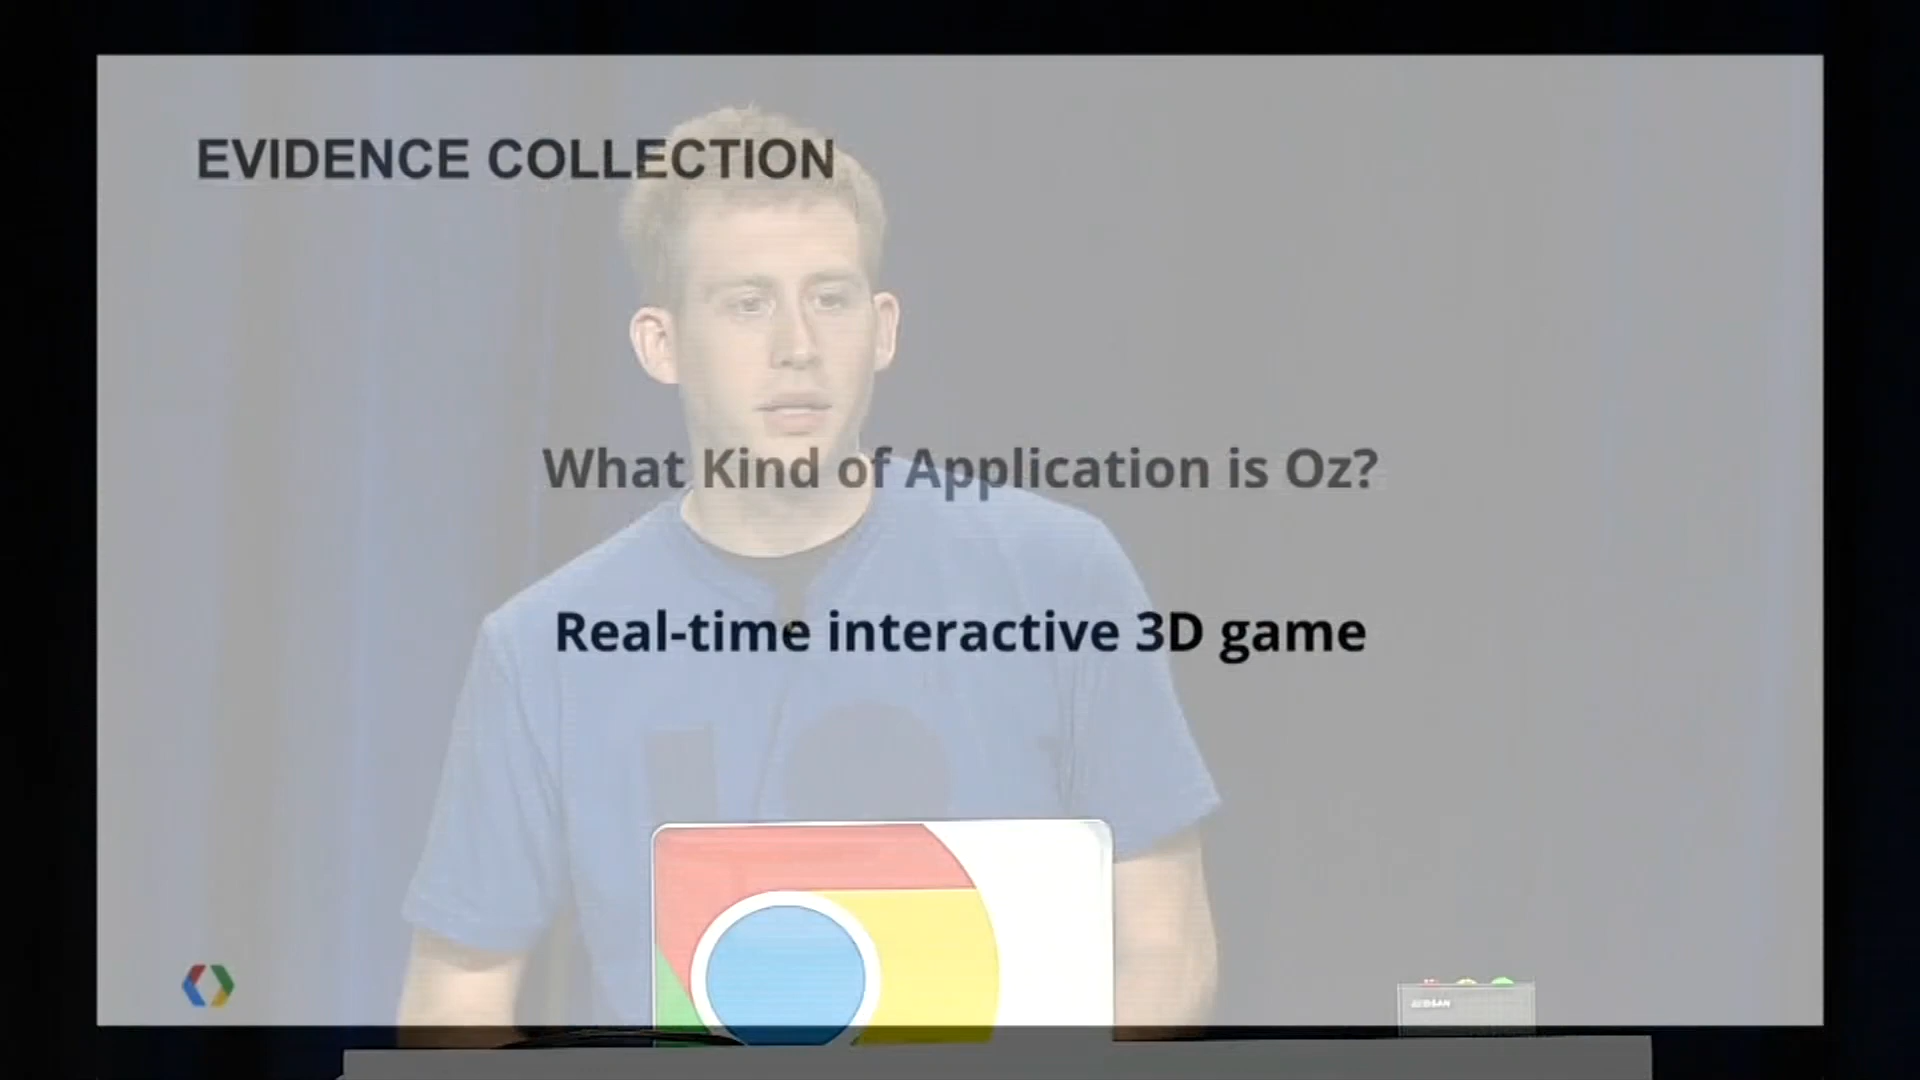 EVIDENCE COLLECTION
What Kind of Application is Oz?
Real-time interactive 3D game